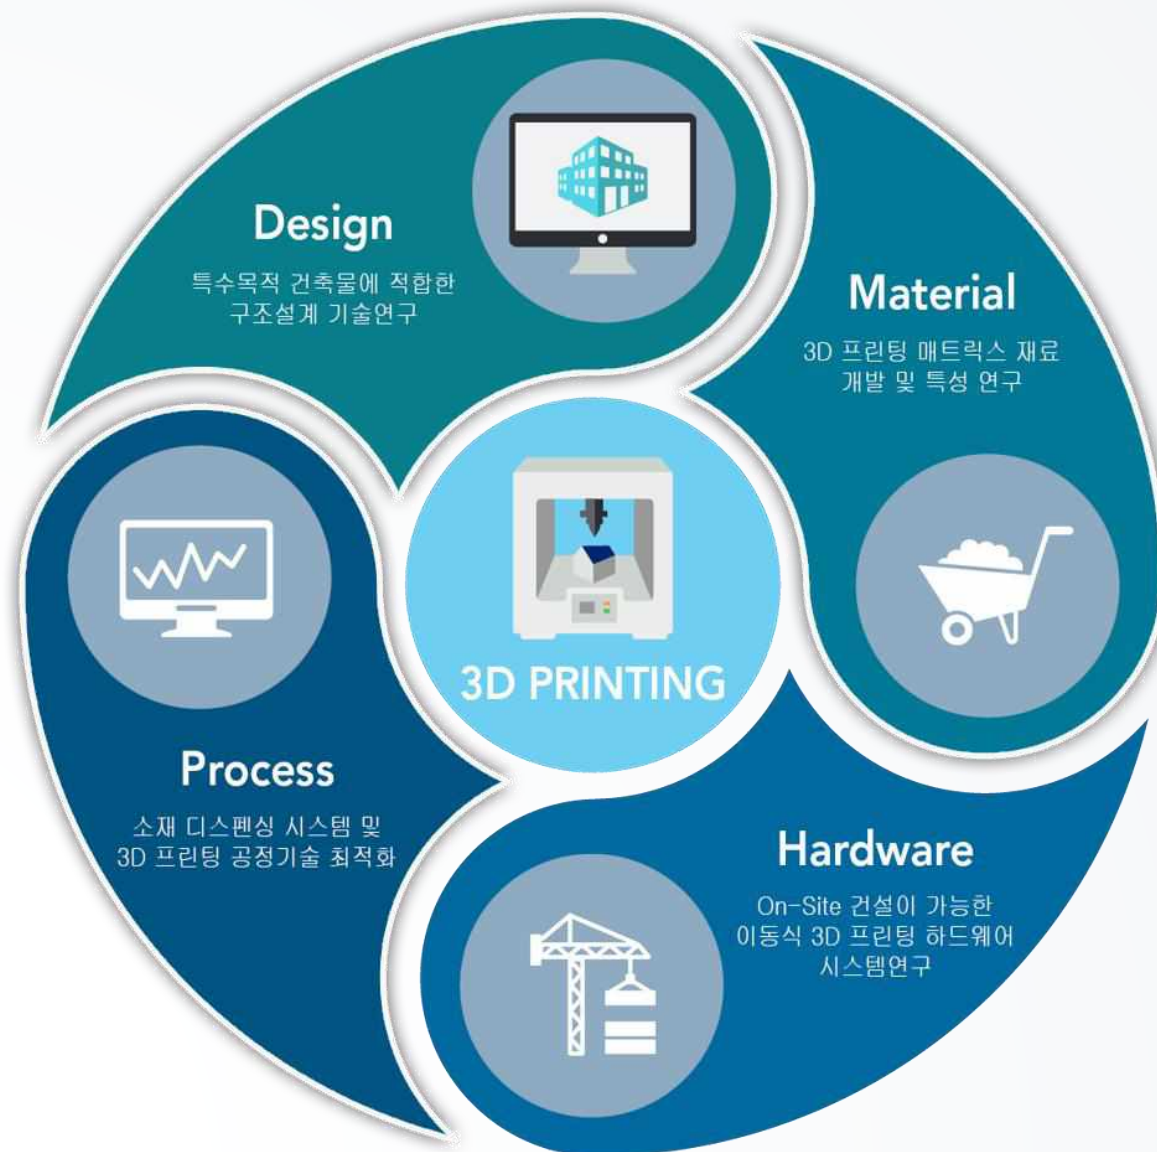 Design
특수목적 건축물에 적합한
구조설계 기술연구
Material
3D 프린팅 매트릭스 재료
개발 및 특성 연구
3D PRINTING
Process
소재 디스펜싱 시스템 및
3D 프린팅 공정기술 최적화
Hardware
On-Site 건설이 가능한
이동식 3D 프린팅 하드웨어
시스템연구